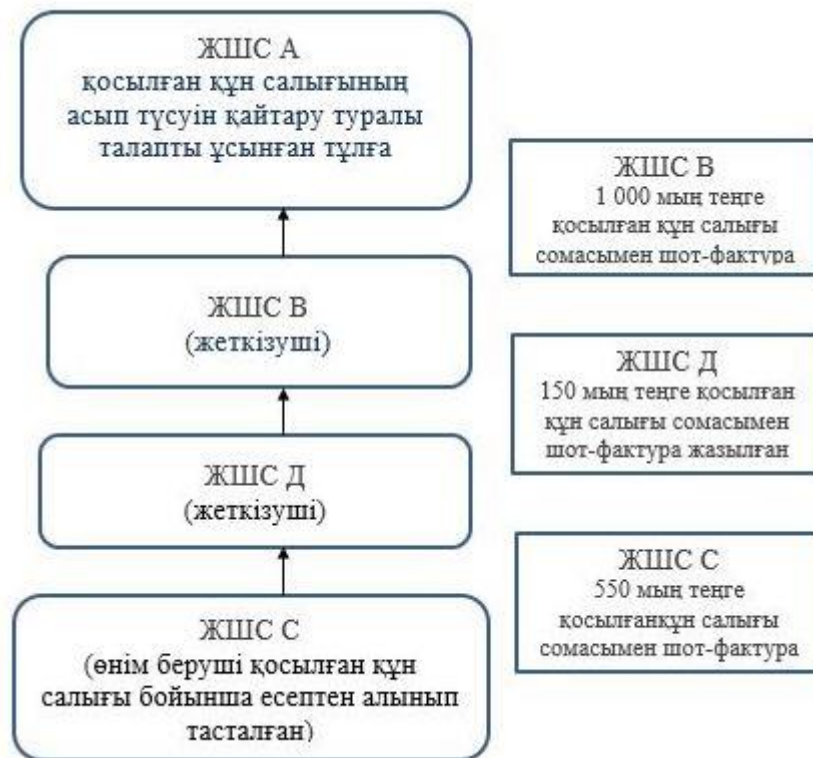 ЖШС А
қосылған құн салығының
асып түсуін қайтару туралы
талапты ұсынған тұлға
ЖШС В
1 000 мың теңге
қосылған құн салығы
сомасымен шот-фактура
ЖШС В
(жеткізуші)
ЖШС Д
150 мың теңге қосылған
құн салығы сомасымен
шот-фактура жазылған
ЖШС Д
(жеткізуші)
ЖШС С
550 мың теңге
қосылғанқұн салығы
сомасымен шот-фактура
ЖШС С
(өнім беруші қосылған құн
салығы бойынша есептен алынып
тасталған)